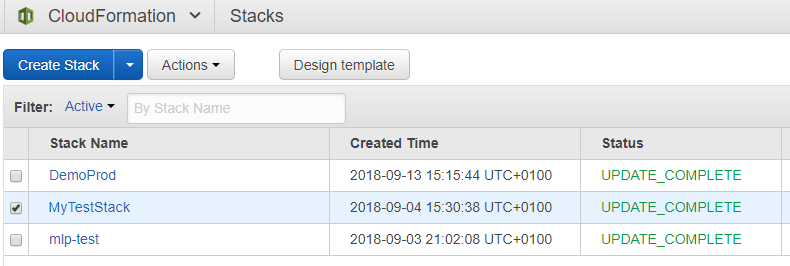 CloudFormation Stacks
Create Stack Actions Design template
Filter: Active By Stack Name
Stack Name Created Time Status
DemoProd 2018-09-13 15:15:44 UTC+0100 UPDATE_COMPLETE
MyTestStack 2018-09-04 15:30:38 UTC+0100 UPDATE_COMPLETE
mlp-test 2018-09-03 21:02:08 UTC+0100 UPDATE_COMPLETE